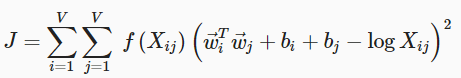 $J = \sum_{i=1}^{V} \sum_{j=1}^{V} f(X_{ij}) \left( \vec{w}_i^T \vec{w}_j + b_i + b_j - \log X_{ij} \right)^2$